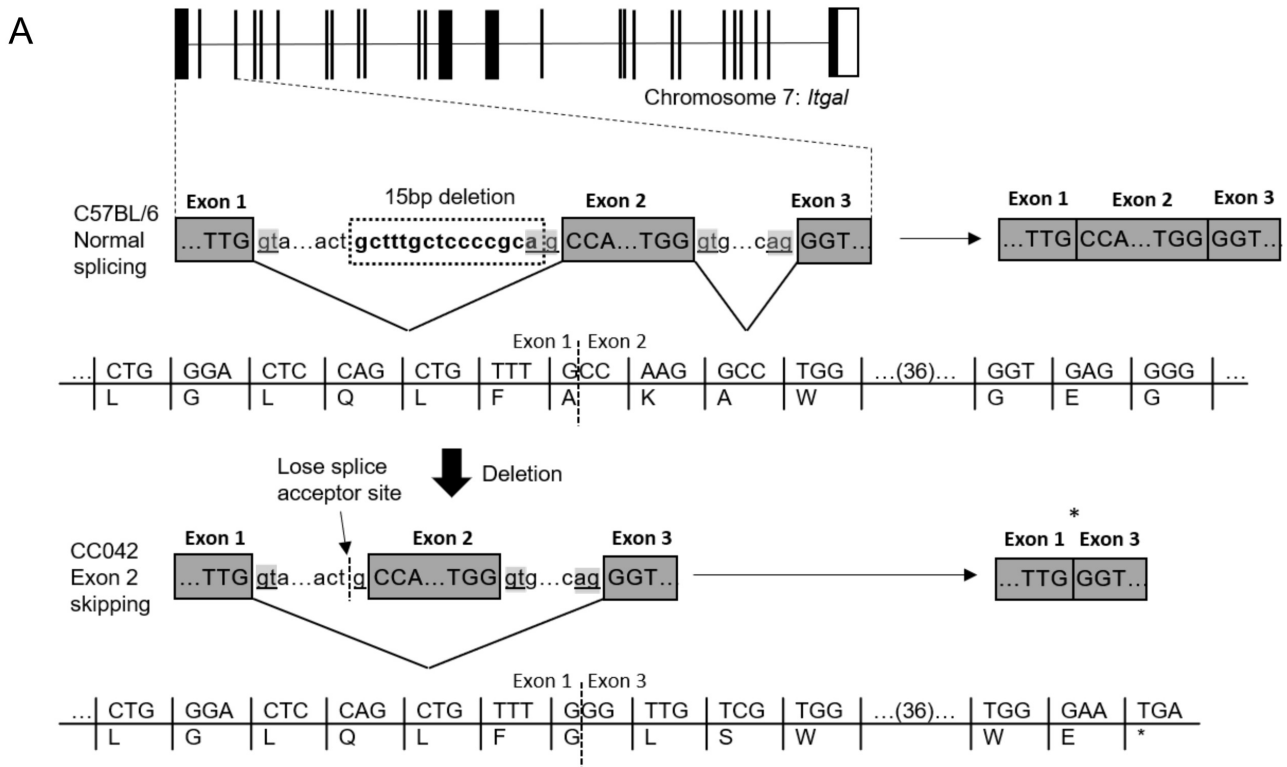 A
Chromosome 7: Itgal
C57BL/6
Normal
splicing
15bp deletion
Exon 1 Exon 2 Exon 3
…TTG gta…act gctttgctccccgcag CCA…TGG gtg…cag GGT…
Exon 1 Exon 2 Exon 3
…TTG CCA…TGG GGT…
Exon 1 Exon 2
… CTG GGA CTC CAG CTG TTT GCC AAG GCC TGG …(36)… GGT GAG GGG …
L G L Q L F A K A W G E G
Deletion
Lose splice
acceptor site
CC042
Exon 2
skipping
Exon 1 Exon 2 Exon 3
…TTG gta…act g CCA…TGG gtg…cag GGT…
*
Exon 1 Exon 3
…TTG GGT…
Exon 1 Exon 3
… CTG GGA CTC CAG CTG TTT GGG TTG TCG TGG …(36)… TGG GAA TGA
L G L Q L F G L S W W E *